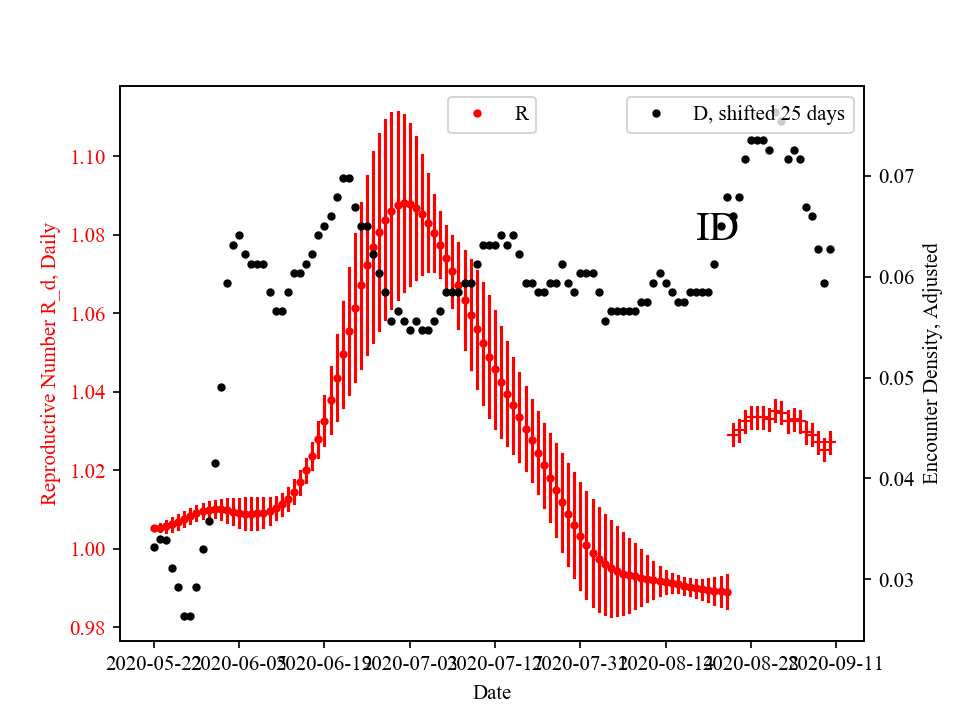 R
D, shifted 25 days
1.10
1.08
1.06
1.04
1.02
1.00
0.98
Reproductive Number R_d, Daily
ID
0.07
0.06
0.05
0.04
0.03
Encounter Density, Adjusted
2020-05-22 2020-06-05 2020-06-19 2020-07-03 2020-07-17 2020-07-31 2020-08-14 2020-08-28 2020-09-11
Date